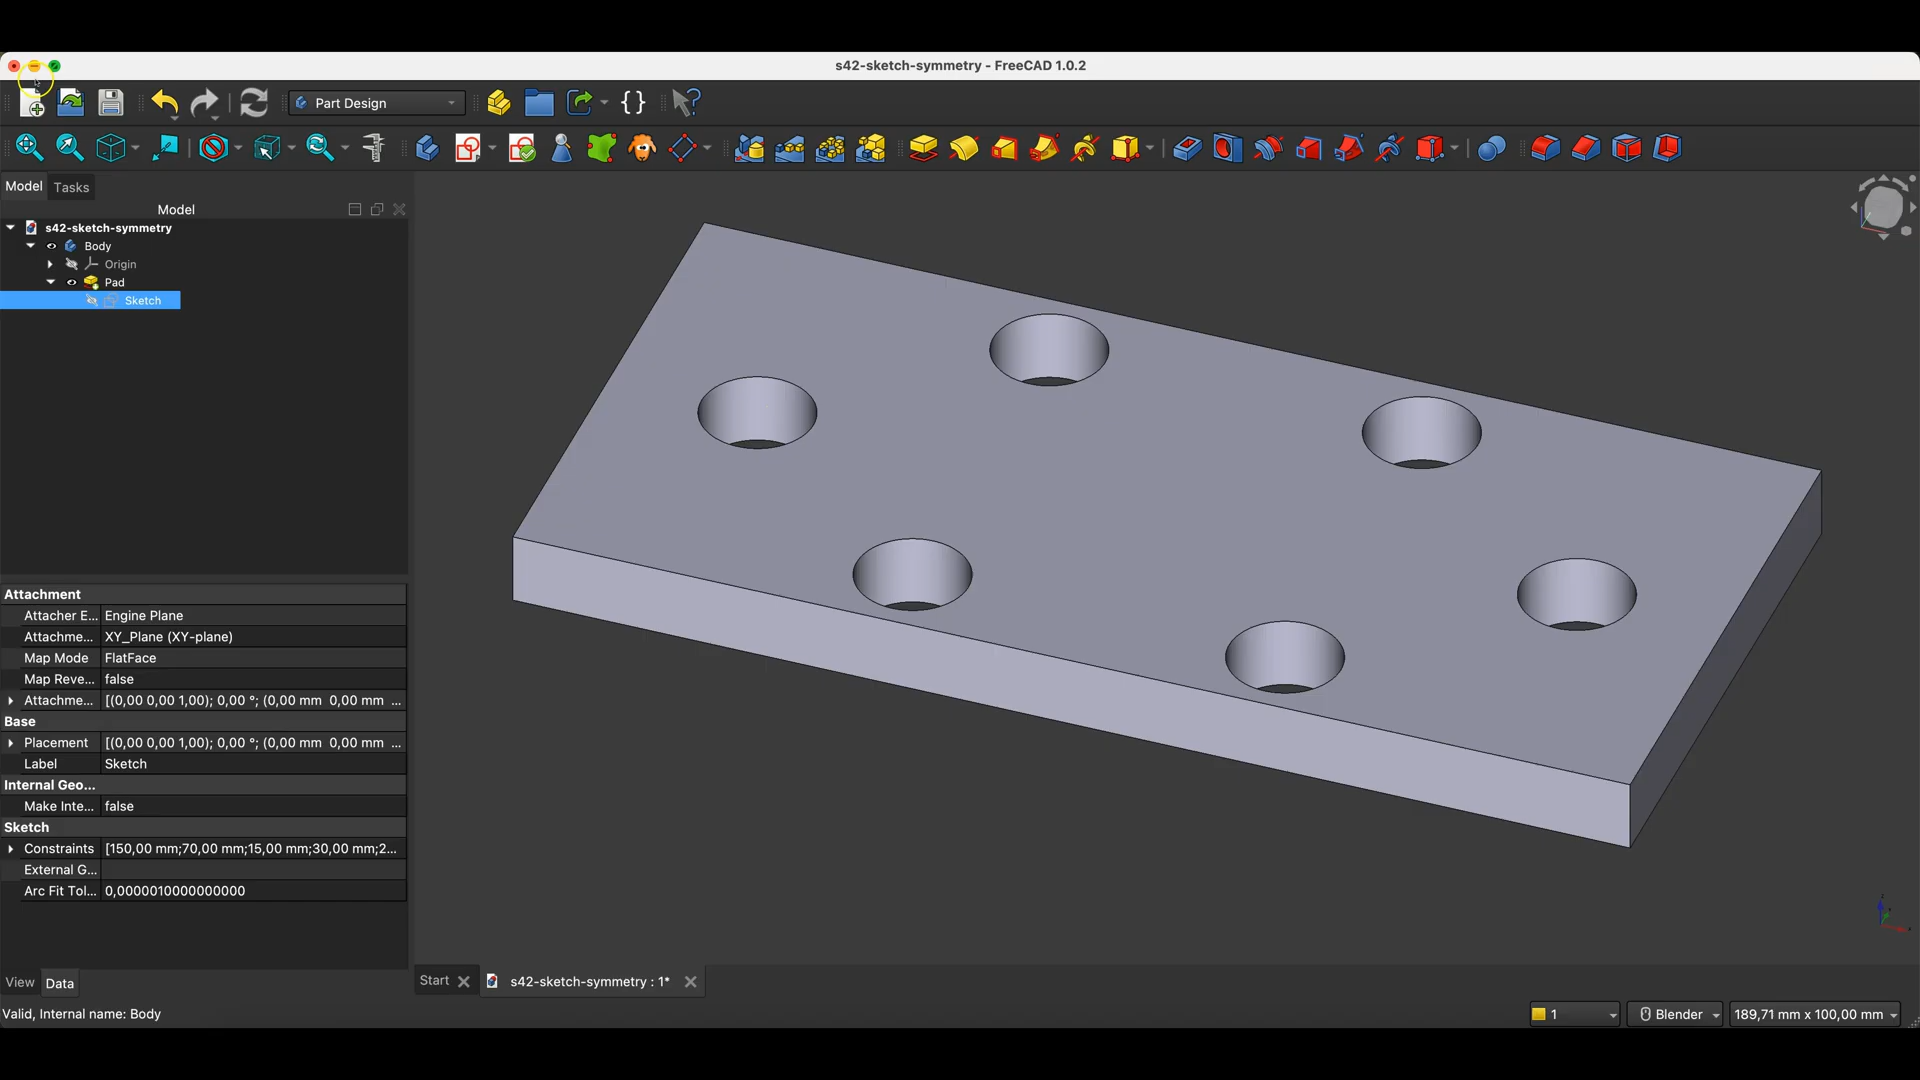 s42-sketch-symmetry - FreeCAD 1.0.2
Part Design
Model
Tasks
Model
s42-sketch-symmetry
Body
Origin
Pad
Sketch
Attachment
Attacher E... Engine Plane
Attachme... XY_Plane (XY-plane)
Map Mode FlatFace
Map Reve... false
Attachme... [(0,00 0,00 1,00); 0,00 °; (0,00 mm 0,00 mm ...
Base
Placement [(0,00 0,00 1,00); 0,00 °; (0,00 mm 0,00 mm ...
Label Sketch
Internal Geo...
Make Inte... false
Sketch
Constraints [150,00 mm;70,00 mm;15,00 mm;30,00 mm;2...
External G...
Arc Fit Tol... 0,0000010000000000
View
Data
Start
s42-sketch-symmetry : 1*
Valid, Internal name: Body
1
Blender
189,71 mm x 100,00 mm